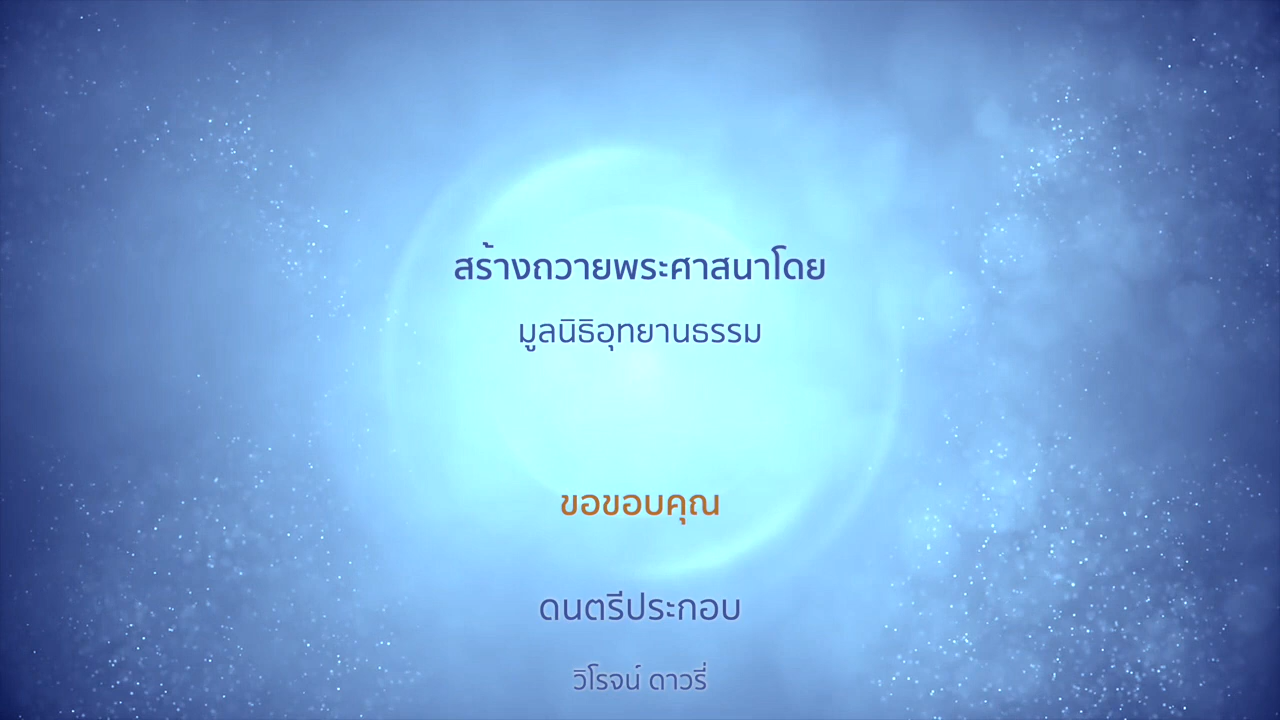 สร้างถวายพระศาสนาโดย
มูลนิธิอุทยานธรรม
ขอขอบคุณ
ดนตรีประกอบ
วิโรจน์ ดาวรี่